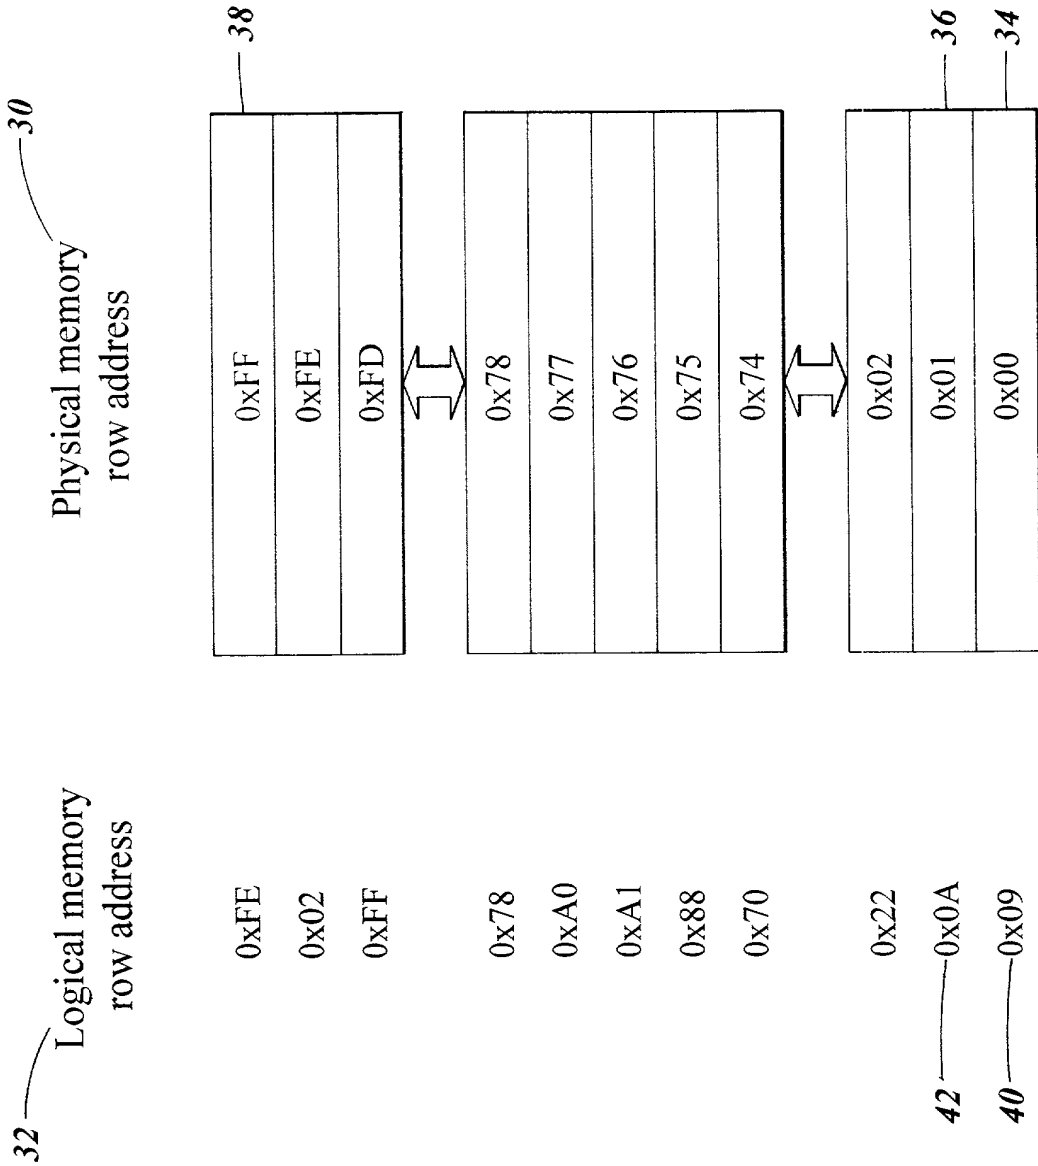 30
Physical memory
row address
38
0xFF
0xFE
0xFD
0x78
0x77
0x76
0x75
0x74
0x02
0x01
36
0x00
34
32
Logical memory
row address
0xFE
0x02
0xFF
0x78
0xA0
0xA1
0x88
0x70
0x22
42
0x0A
40
0x09